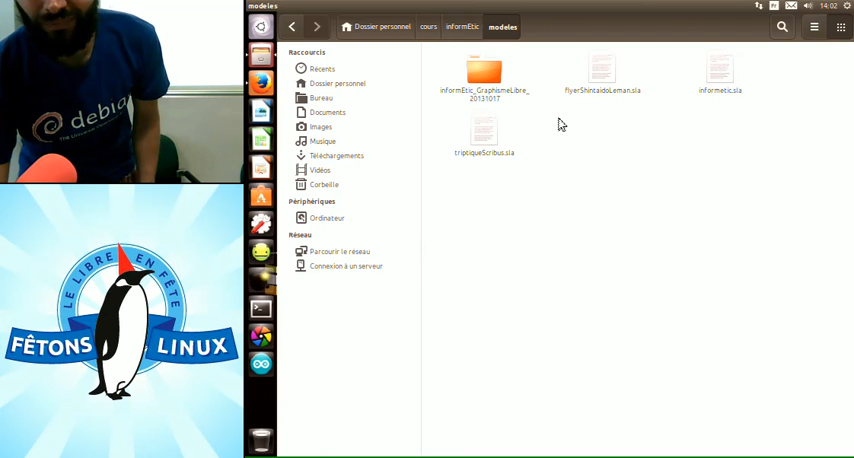 modeles
Fr
14:02
Dossier personnel
cours
informEtic
modeles
Raccourcis
Récents
Dossier personnel
Bureau
Documents
Images
Musique
Téléchargements
Vidéos
Corbeille
Périphériques
Ordinateur
Réseau
Parcourir le réseau
Connexion à un serveur
informEtic_GraphismeLibre_
20131017
flyerShintaidoLeman.sla
informetic.sla
triptiqueScribus.sla
debia
LE LIBRE EN FÊTE
FÊTONS LINUX